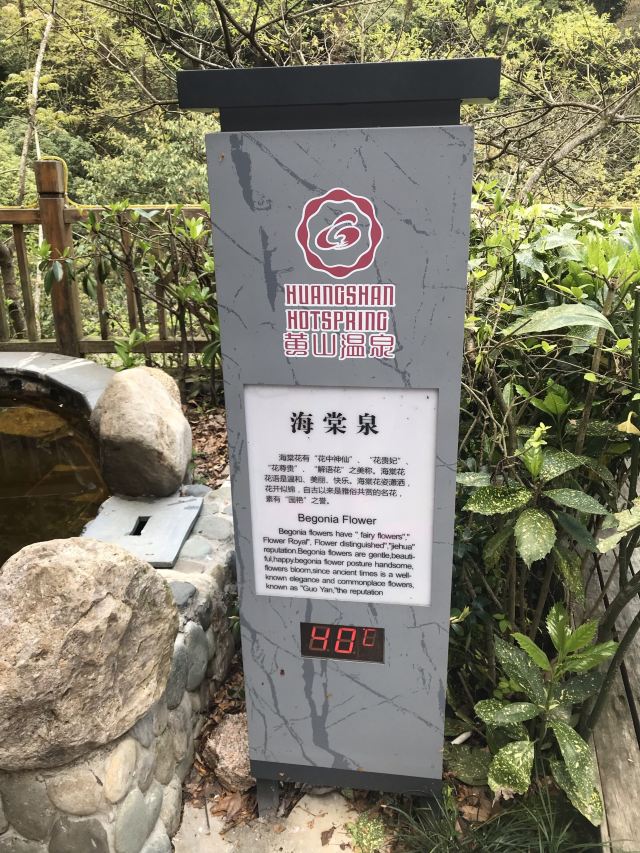 HUANGSHAN
HOTSPRING
黄山温泉
海棠泉
海棠花有“花中神仙”、“花贵妃”
“花尊贵”、“解语花”之美称。海棠花
花语是温和、美丽、快乐。海棠花姿潇洒，
花开似锦，自古以来是雅俗共赏的名花，
素有“国艳”之誉。
Begonia Flower
Begonia flowers have " fairy flowers","
Flower Royal", Flower distinguished","jiehua"
reputation.Begonia flowers are gentle,beauti-
ful,happy.begonia flower posture handsome,
flowers bloom,since ancient times is a well-
known elegance and commonplace flowers,
known as "Guo Yan,"the reputation
40℃